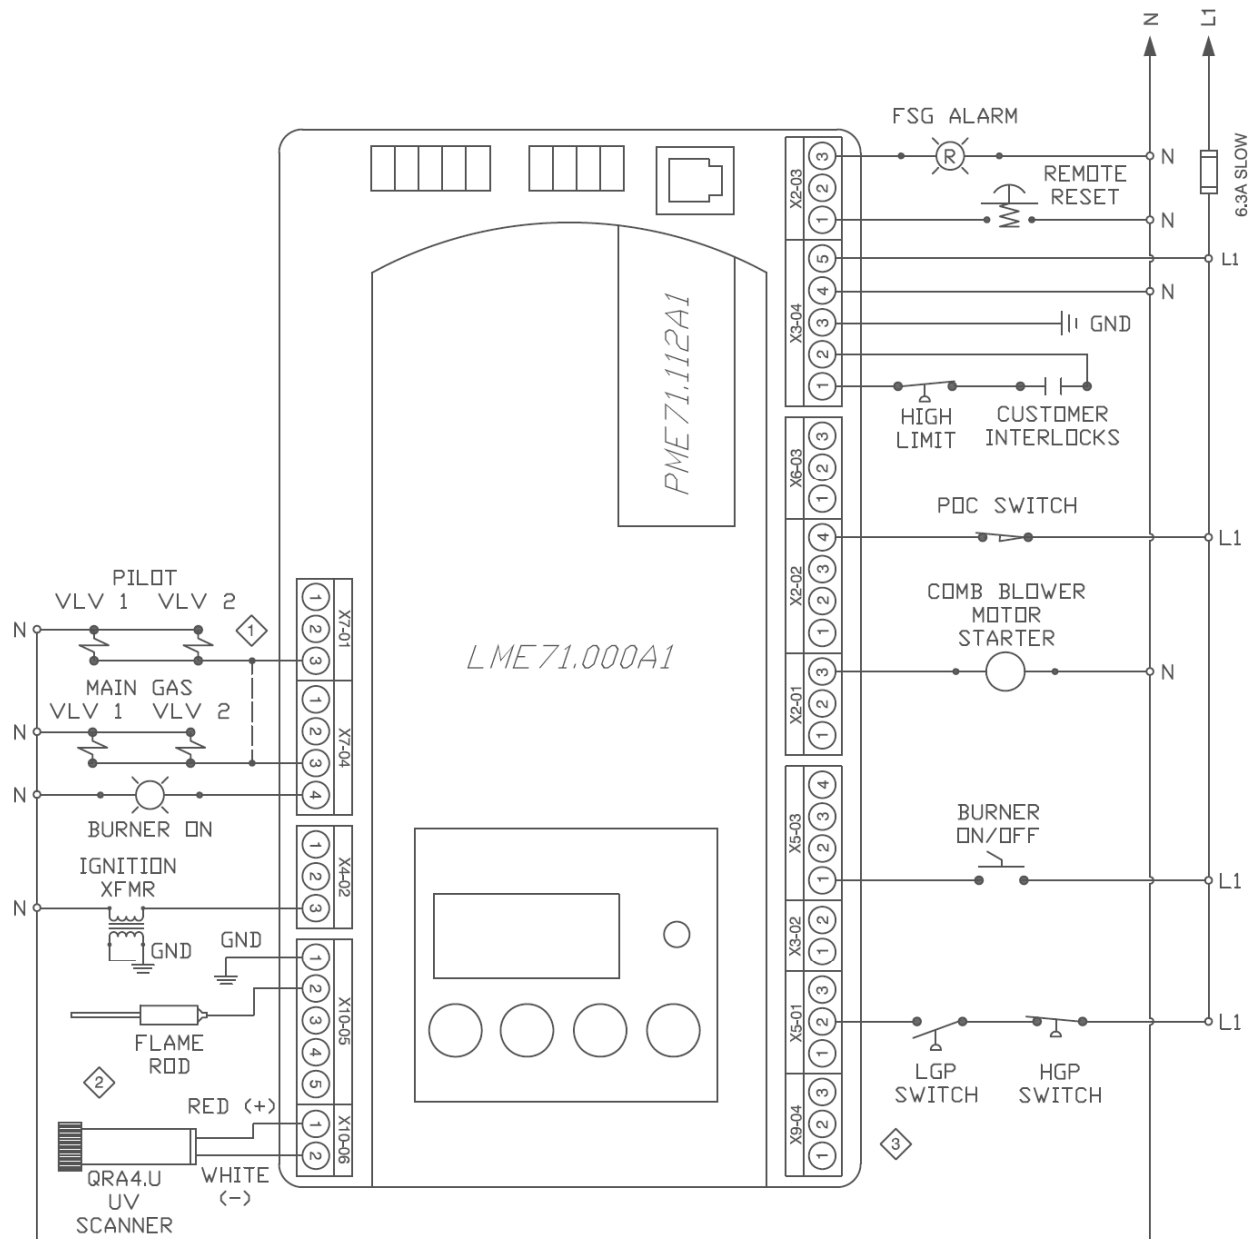 N
L1
FSG ALARM
R
N
6.3A SLOW
REMOTE
RESET
N
X2-03
3
2
1
L1
N
GND
X3-04
5
4
3
2
1
HIGH
LIMIT
CUSTOMER
INTERLOCKS
PME71.112A1
X6-03
3
2
1
POC SWITCH
L1
X2-02
4
3
2
1
COMB BLOWER
MOTOR
STARTER
N
X2-01
3
2
1
LME71.000A1
PILOT
VLV 1 VLV 2
1
N
X7-01
1
2
3
MAIN GAS
VLV 1 VLV 2
N
X7-04
1
2
3
4
N
BURNER ON
IGNITION
XFMR
N
GND
X4-02
1
2
3
GND
X10-05
1
2
3
4
5
FLAME
ROD
2
RED (+)
X10-06
1
2
WHITE
(-)
QRA4.U
UV
SCANNER
X5-03
4
3
2
1
BURNER
ON/OFF
L1
X3-02
2
1
X5-01
3
2
1
L1
LGP
SWITCH
HGP
SWITCH
X9-04
3
2
1
3